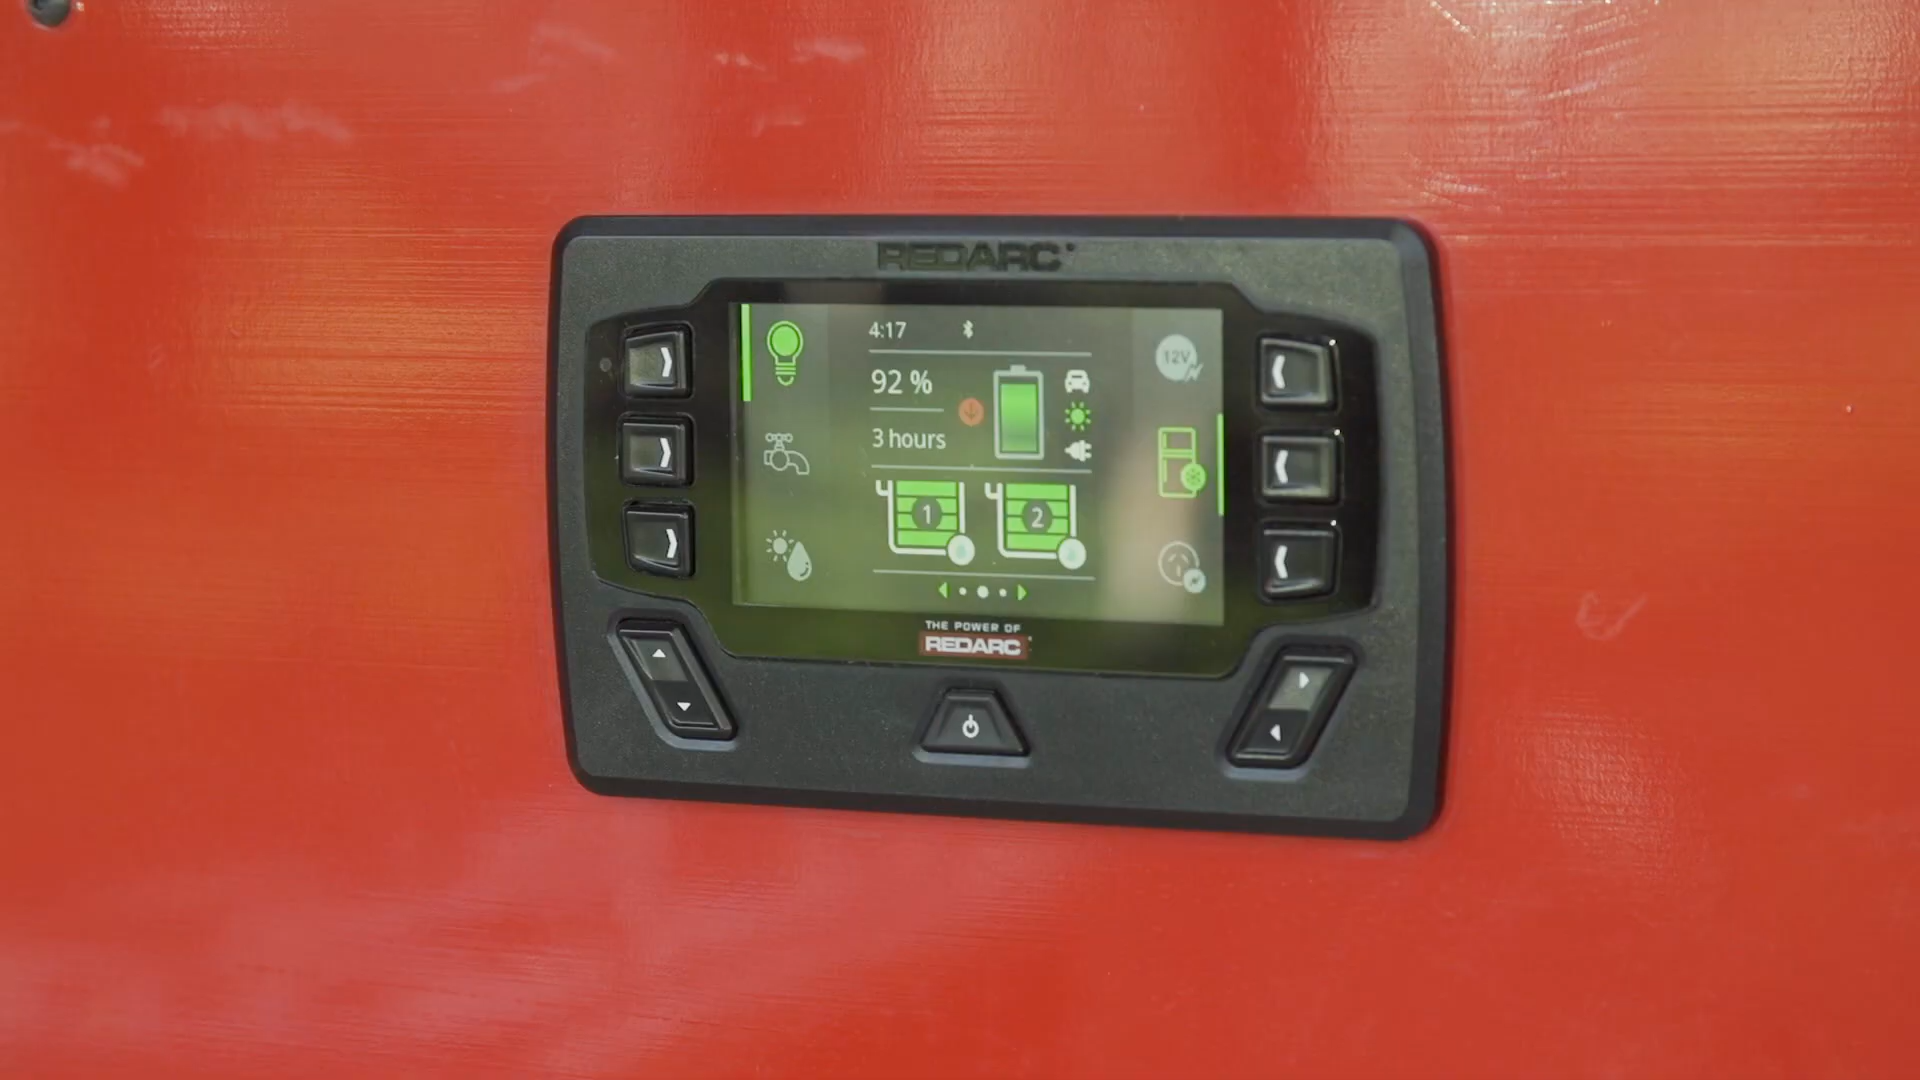 REDARC
4:17
92 %
3 hours
12V
1
2
THE POWER OF
REDARC